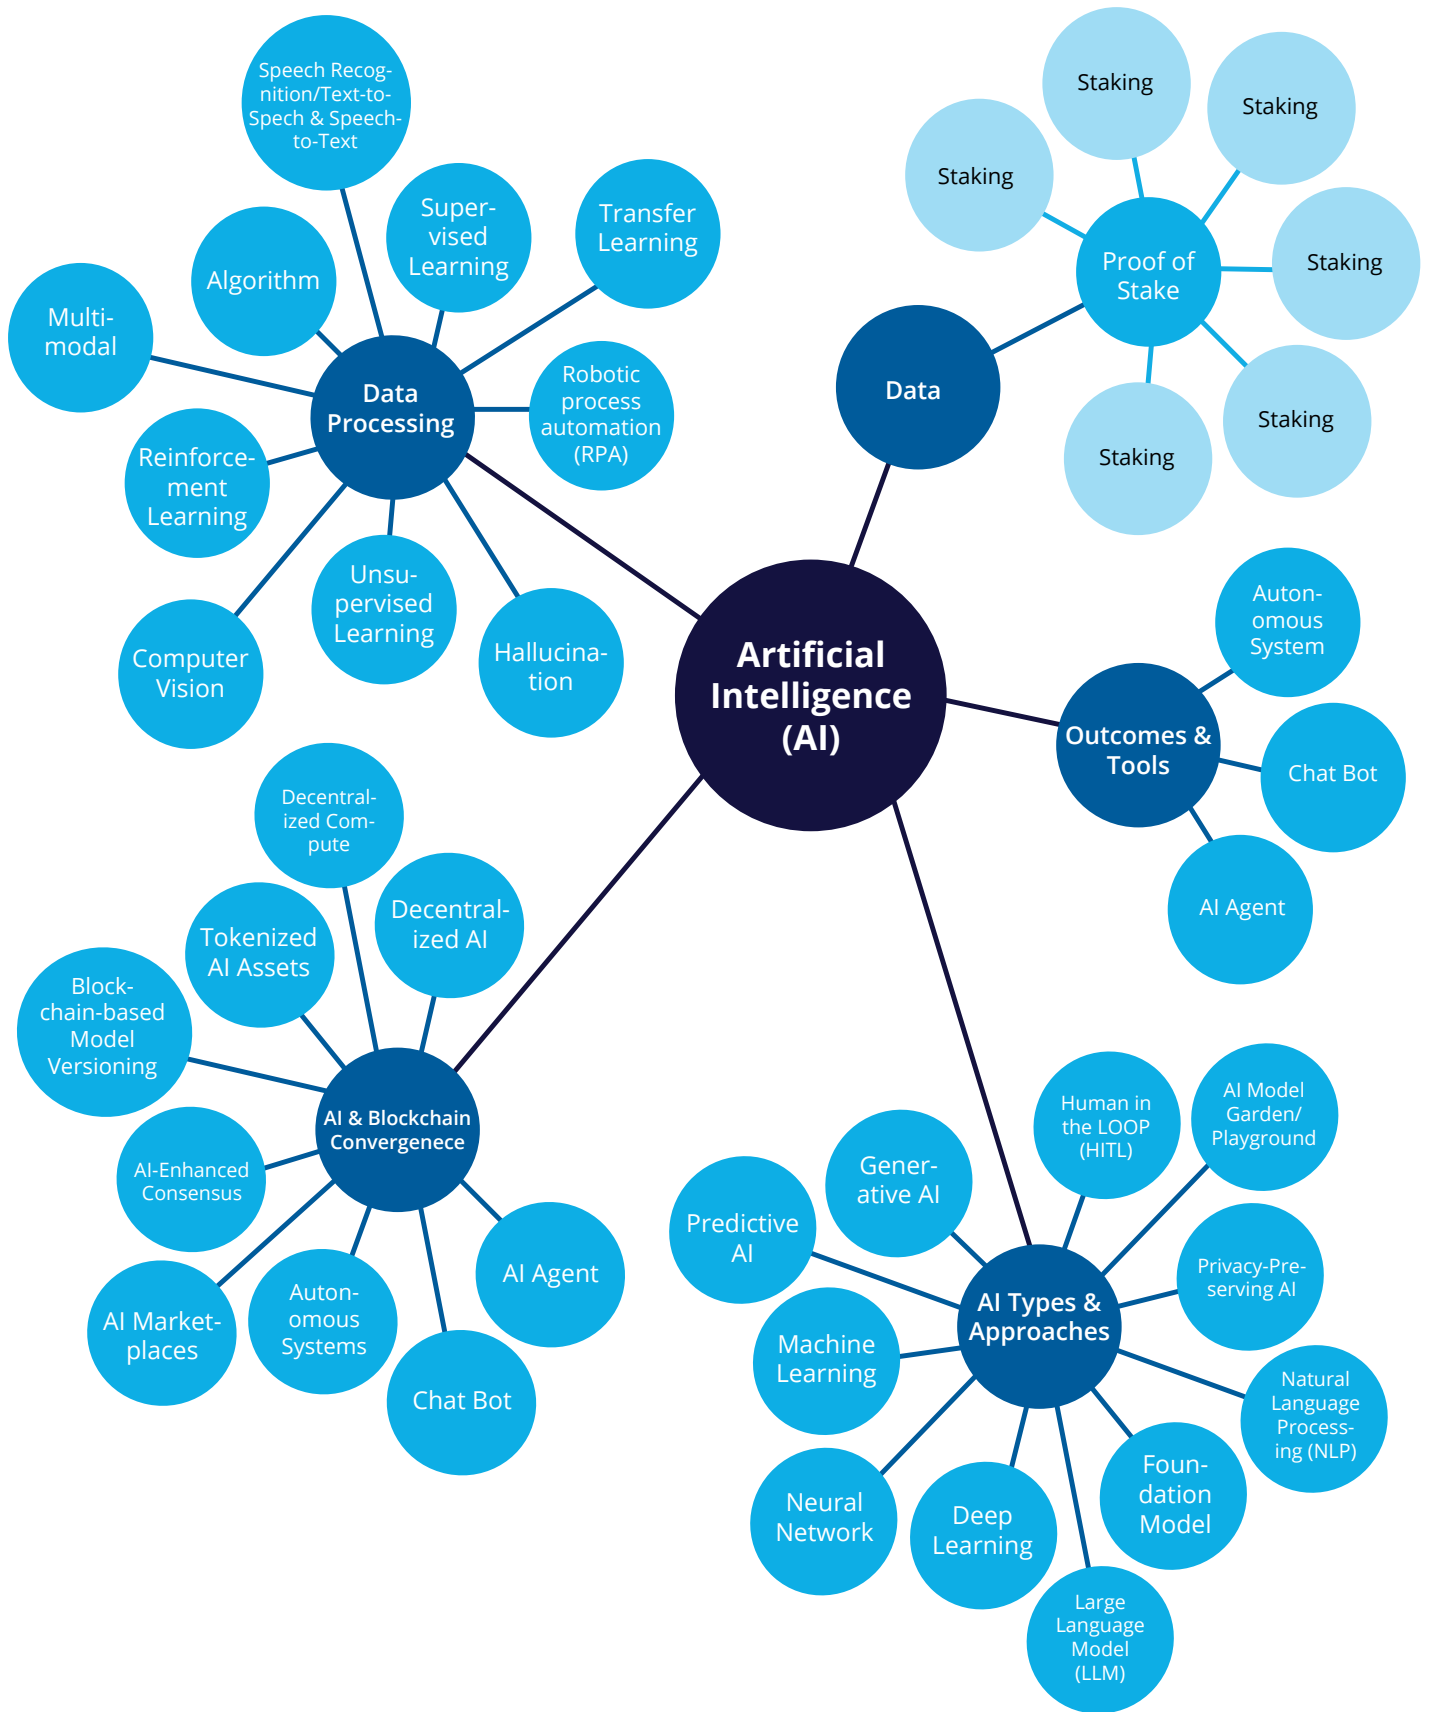 Speech Recog-
nition/Text-to-
Spech & Speech-
to-Text
Super-
vised
Learning
Transfer
Learning
Algorithm
Multi-
modal
Data
Processing
Robotic
process
automation
(RPA)
Reinforce-
ment
Learning
Unsu-
pervised
Learning
Computer
Vision
Hallucina-
tion
Staking
Staking
Staking
Staking
Proof of
Stake
Staking
Staking
Data
Artificial
Intelligence
(AI)
Auton-
omous
System
Outcomes &
Tools
Chat Bot
AI Agent
Decentral-
ized Com-
pute
Decentral-
ized AI
Tokenized
AI Assets
Block-
chain-based
Model
Versioning
AI & Blockchain
Convergenece
AI-Enhanced
Consensus
AI Market-
places
Auton-
omous
Systems
AI Agent
Chat Bot
Human in
the LOOP
(HITL)
AI Model
Garden/
Playground
Gener-
ative AI
Predictive
AI
Privacy-Pre-
serving AI
AI Types &
Approaches
Machine
Learning
Natural
Language
Process-
ing (NLP)
Foun-
dation
Model
Neural
Network
Deep
Learning
Large
Language
Model
(LLM)